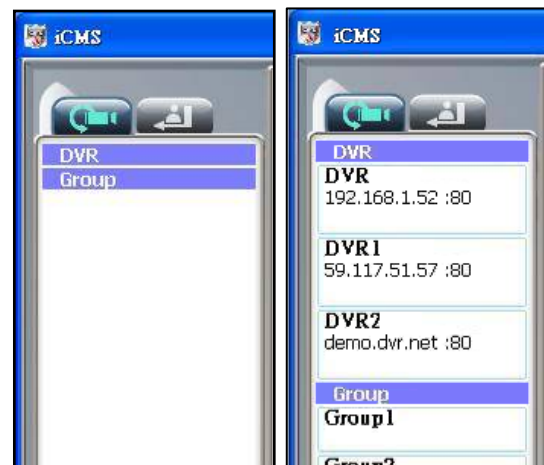 iCMS
DVR
Group
iCMS
DVR
DVR
192.168.1.52 :80
DVR1
59.117.51.57 :80
DVR2
demo.dvr.net :80
Group
Group1
Group2